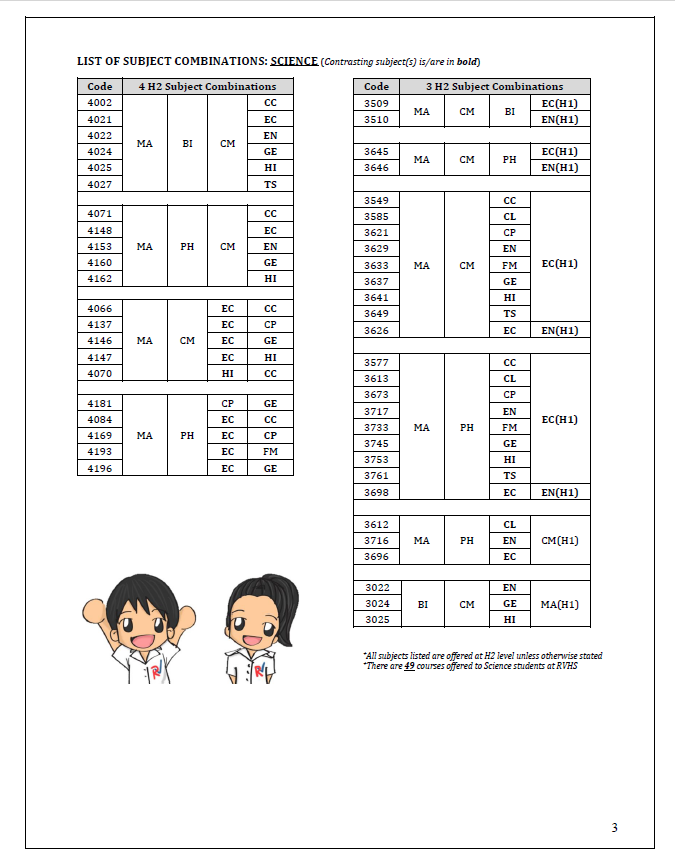 LIST OF SUBJECT COMBINATIONS: SCIENCE (Contrasting subject(s) is/are in bold)
Code 4 H2 Subject Combinations
4002 CC
4021 EC
4022 EN
MA BI CM
4024 GE
4025 HI
4027 TS
4071 CC
4148 EC
4153 MA PH CM EN
4160 GE
4162 HI
4066 EC CC
4137 EC CP
4146 MA CM EC GE
4147 EC HI
4070 HI CC
4181 CP GE
4084 EC CC
4169 MA PH EC CP
4193 EC FM
4196 EC GE
Code 3 H2 Subject Combinations
3509 EC(H1)
MA CM BI
3510 EN(H1)
3645 EC(H1)
MA CM PH
3646 EN(H1)
3549 CC
3585 CL
3621 CP
3629 EN
3633 MA CM FM EC(H1)
3637 GE
3641 HI
3649 TS
3626 EC EN(H1)
3577 CC
3613 CL
3673 CP
3717 EN
EC(H1)
3733 MA PH FM
3745 GE
3753 HI
3761 TS
3698 EC EN(H1)
3612 CL
3716 MA PH EN CM(H1)
3696 EC
3022 EN
3024 BI CM GE MA(H1)
3025 HI
RV
RV
*All subjects listed are offered at H2 level unless otherwise stated
*There are 49 courses offered to Science students at RVHS
3